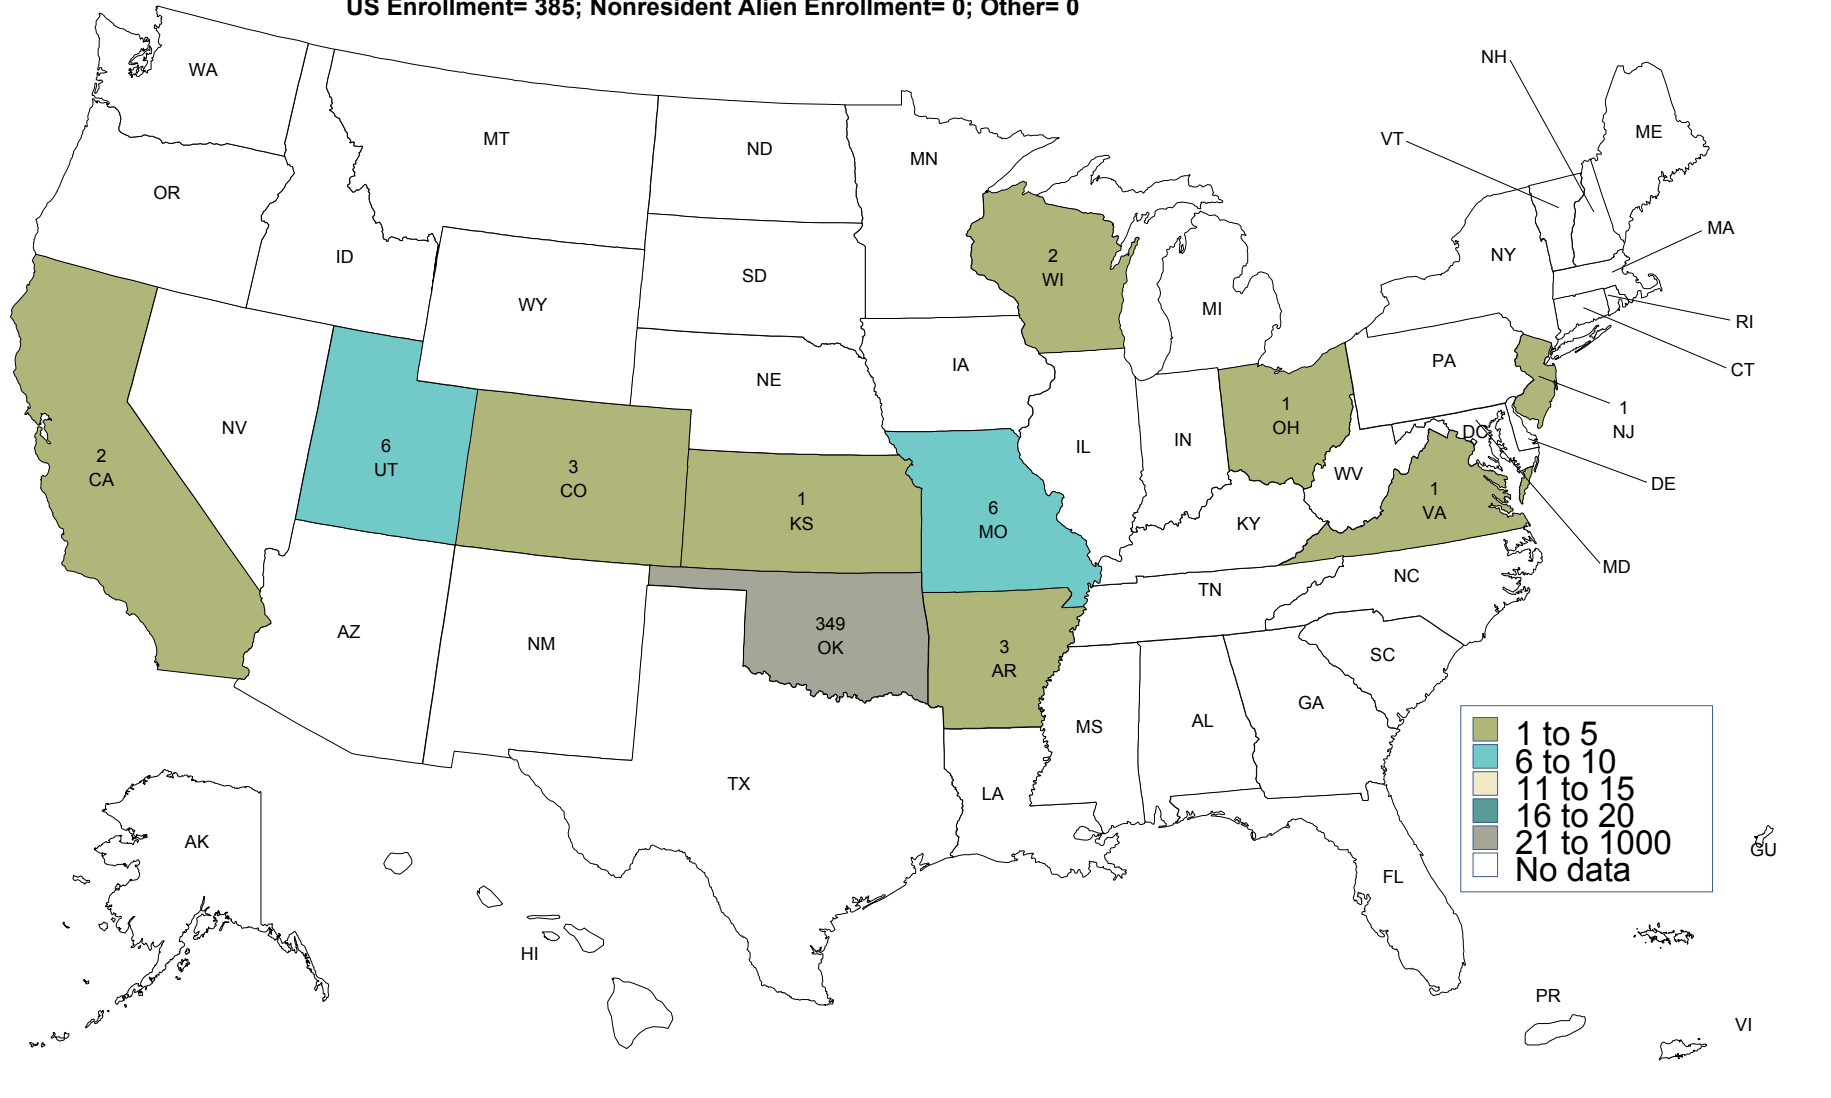 US Enrollment= 385; Nonresident Alien Enrollment= 0; Other= 0
WA
NH
MT
ND
MN
VT
ME
OR
MA
ID
WY
SD
2
WI
NY
MI
RI
NE
IA
PA
CT
NV
6
UT
3
CO
2
CA
1
KS
6
MO
IL
IN
1
OH
WV
DC
1
NJ
DE
1
VA
KY
MD
NC
TN
AZ
NM
349
OK
3
AR
SC
MS
AL
GA
TX
LA
1 to 5
6 to 10
11 to 15
16 to 20
21 to 1000
No data
AK
GU
FL
HI
PR
VI